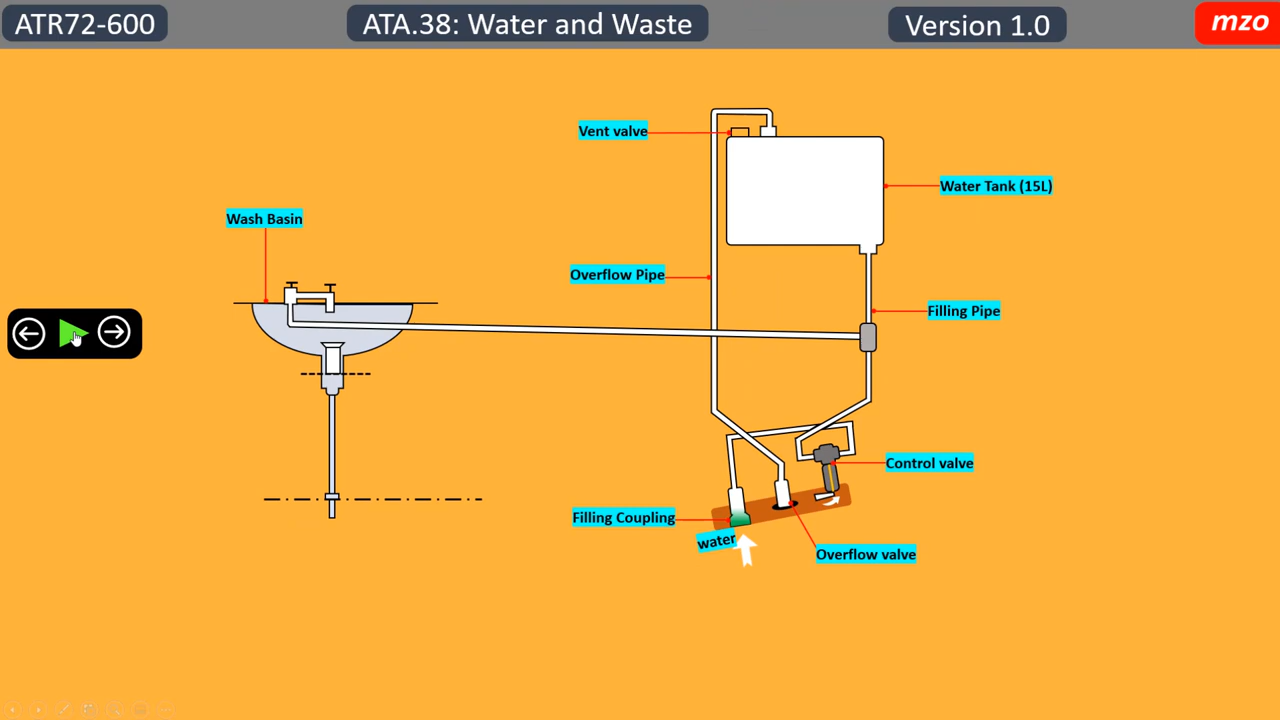 ATR72-600
ATA.38: Water and Waste
Version 1.0
mzo
Vent valve
Water Tank (15L)
Wash Basin
Overflow Pipe
Filling Pipe
Control valve
Filling Coupling
water
Overflow valve